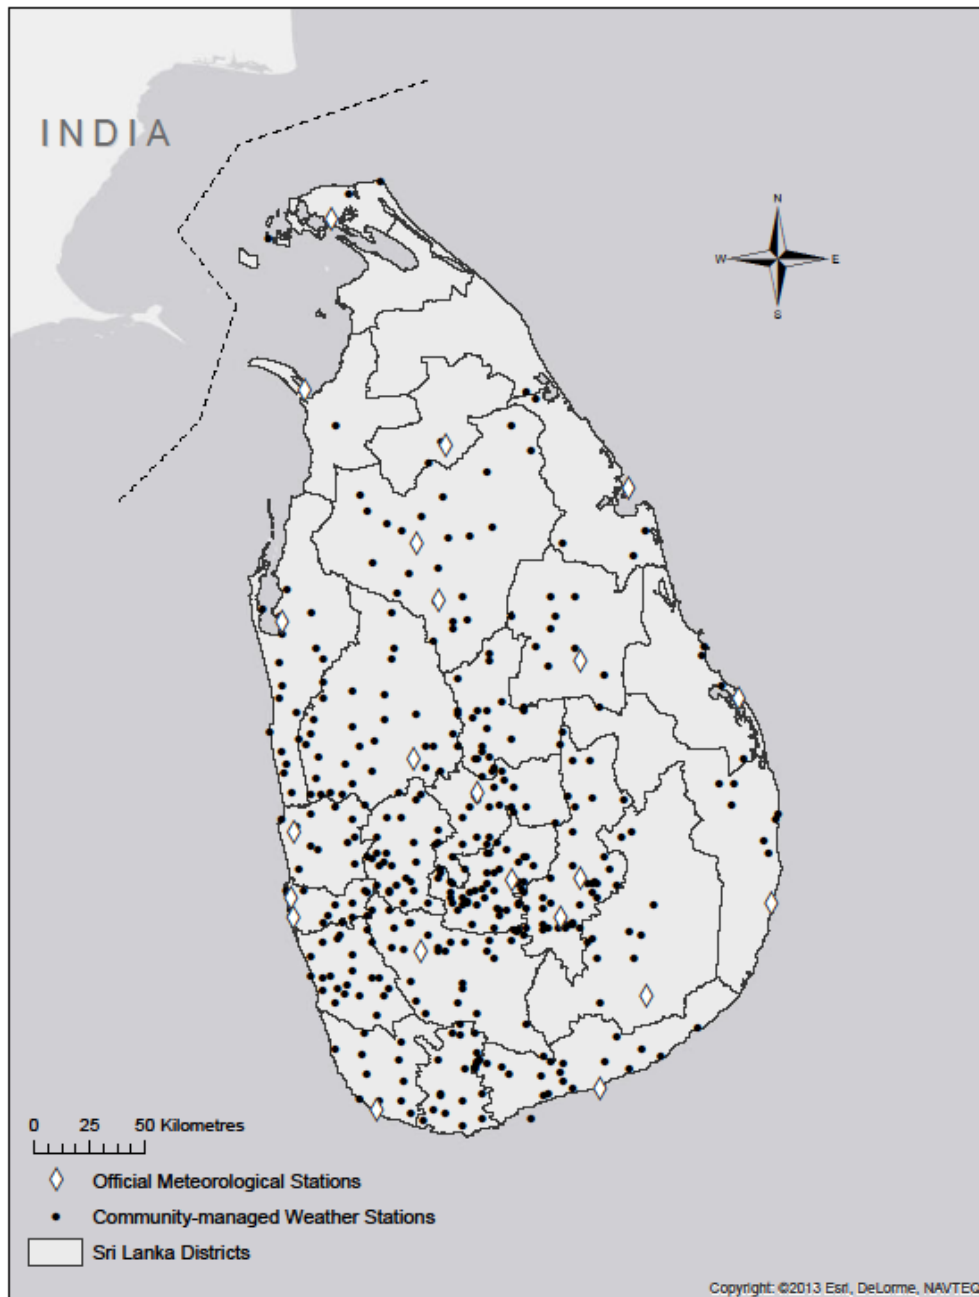 INDIA
N
W
E
S
0 25 50 Kilometres
Official Meteorological Stations
Community-managed Weather Stations
Sri Lanka Districts
Copyright: ©2013 Esri, DeLorme, NAVTEQ